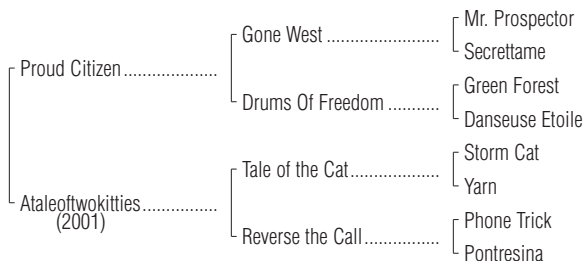 Mr. Prospector
Gone West ........................
Secrettame
Proud Citizen ....................
Green Forest
Drums Of Freedom ...........
Danseuse Etoile
Storm Cat
Tale of the Cat...................
Yarn
Ataleoftwokitties................
(2001)
Phone Trick
Reverse the Call................
Pontresina